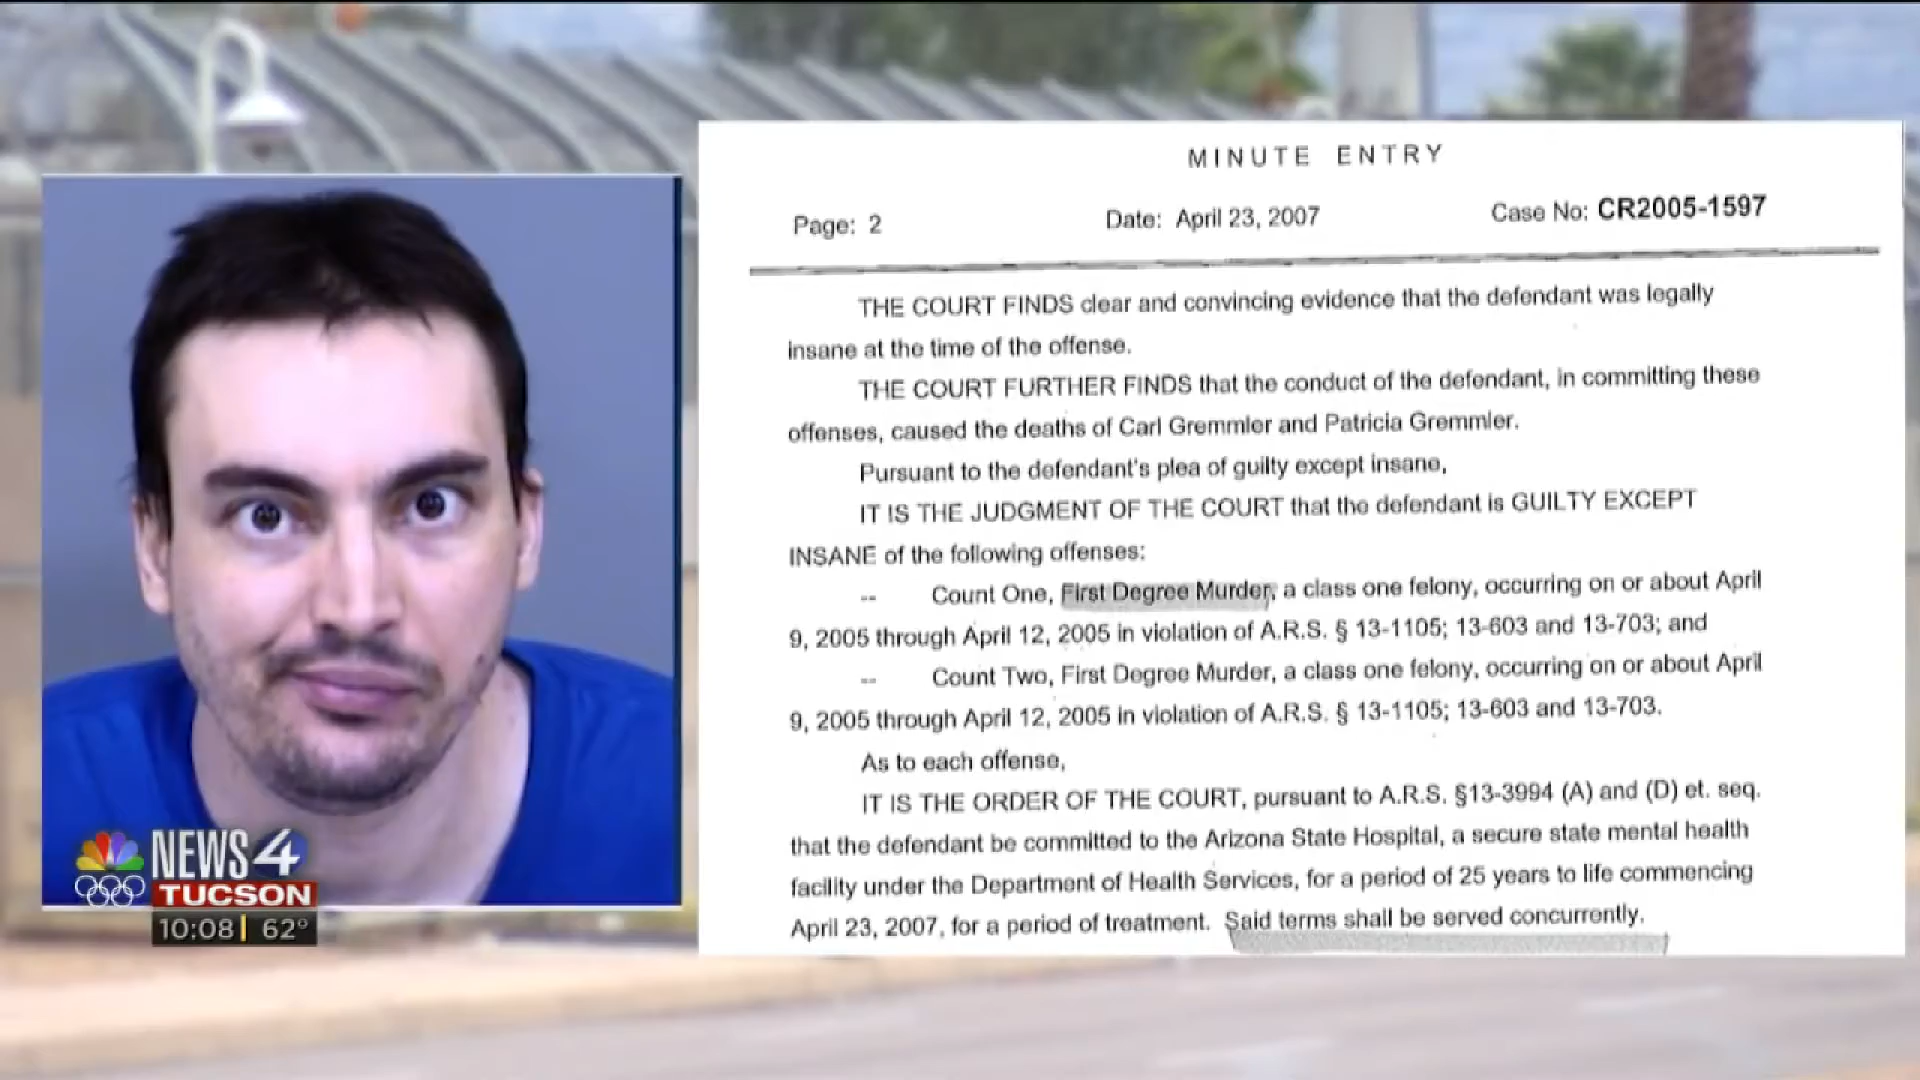 MINUTE ENTRY
Page: 2 Date: April 23, 2007 Case No: CR2005-1597
THE COURT FINDS clear and convincing evidence that the defendant was legally
insane at the time of the offense.
THE COURT FURTHER FINDS that the conduct of the defendant, in committing these
offenses, caused the deaths of Carl Gremmler and Patricia Gremmler.
Pursuant to the defendant's plea of guilty except insane,
IT IS THE JUDGMENT OF THE COURT that the defendant is GUILTY EXCEPT
INSANE of the following offenses:
-- Count One, First Degree Murder, a class one felony, occurring on or about April
9, 2005 through April 12, 2005 in violation of A.R.S. § 13-1105; 13-603 and 13-703; and
-- Count Two, First Degree Murder, a class one felony, occurring on or about April
9, 2005 through April 12, 2005 in violation of A.R.S. § 13-1105; 13-603 and 13-703.
As to each offense,
IT IS THE ORDER OF THE COURT, pursuant to A.R.S. §13-3994 (A) and (D) et. seq.
that the defendant be committed to the Arizona State Hospital, a secure state mental health
facility under the Department of Health Services, for a period of 25 years to life commencing
April 23, 2007, for a period of treatment. Said terms shall be served concurrently.
NEWS 4
TUCSON
10:08 62°